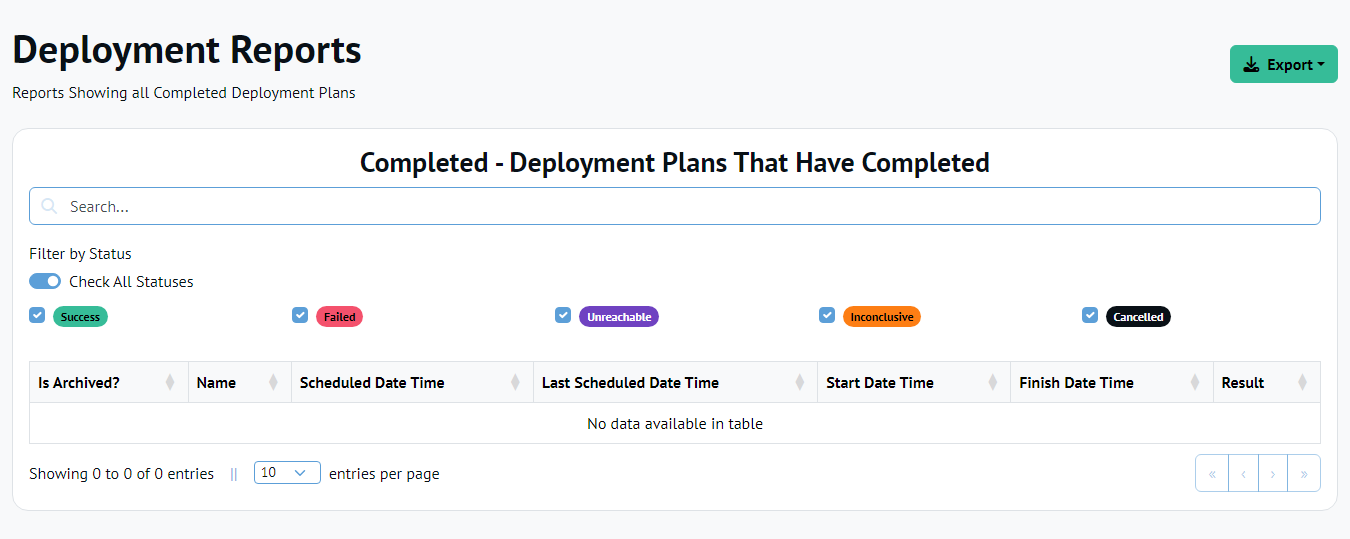 Deployment Reports
Export
Reports Showing all Completed Deployment Plans
Completed - Deployment Plans That Have Completed
Search...
Filter by Status
Check All Statuses
Success Failed Unreachable Inconclusive Cancelled
Is Archived? Name Scheduled Date Time Last Scheduled Date Time Start Date Time Finish Date Time Result
No data available in table
Showing 0 to 0 of 0 entries || 10 entries per page « ‹ › »